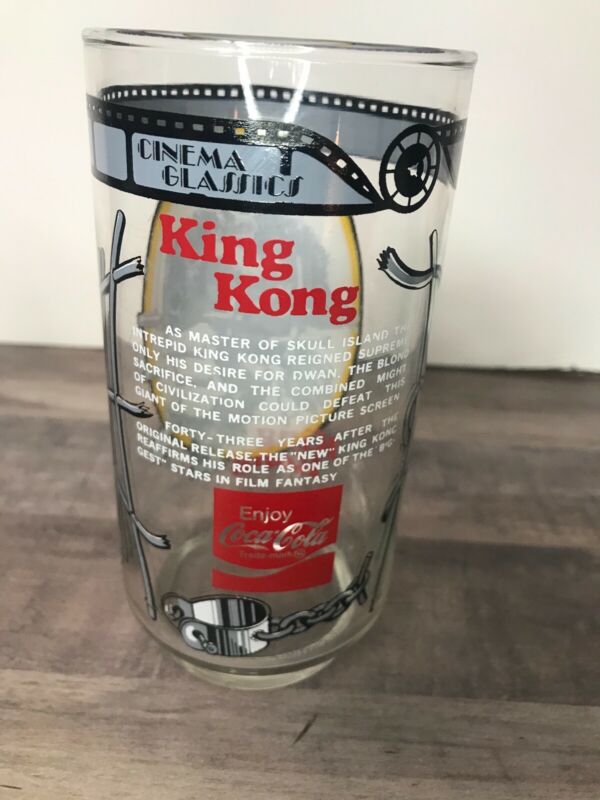 CINEMA
CLASSICS
King
Kong
AS MASTER OF SKULL ISLAND THE
INTREPID KING KONG REIGNED SUPREME
ONLY HIS DESIRE FOR DWAN, THE BLOND
SACRIFICE, AND THE COMBINED MIGHT
OF CIVILIZATION COULD DEFEAT THIS
GIANT OF THE MOTION PICTURE SCREEN
FORTY-THREE YEARS AFTER THE
ORIGINAL RELEASE, THE "NEW" KING KONG
REAFFIRMS HIS ROLE AS ONE OF THE "BIG-
GEST" STARS IN FILM FANTASY
Enjoy
Coca-Cola
Trade-mark ®